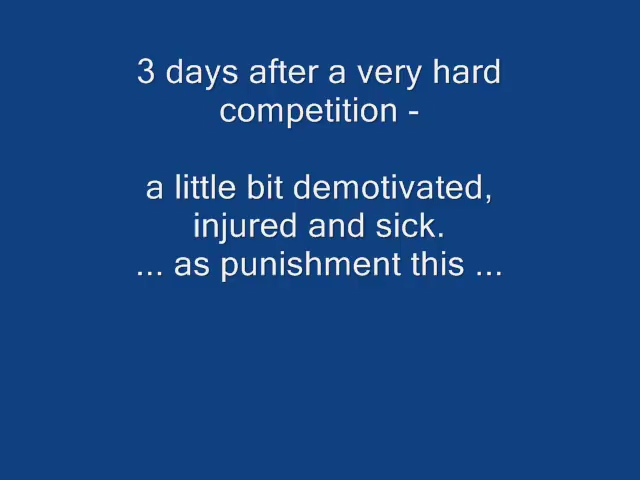 3 days after a very hard
competition -
a little bit demotivated,
injured and sick.
... as punishment this ...